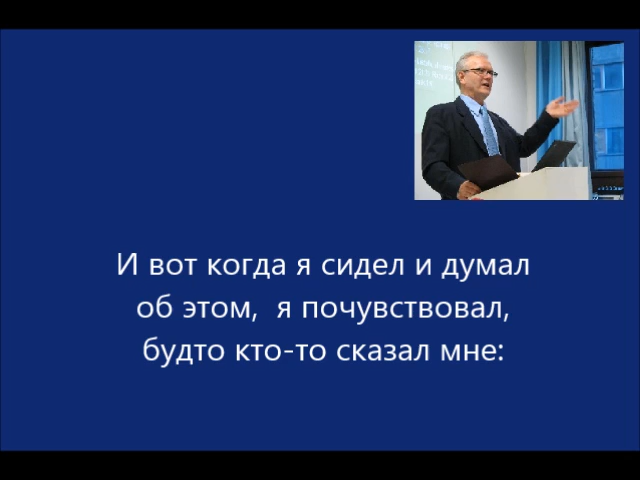 И вот когда я сидел и думал
об этом,  я почувствовал,
будто кто-то сказал мне: